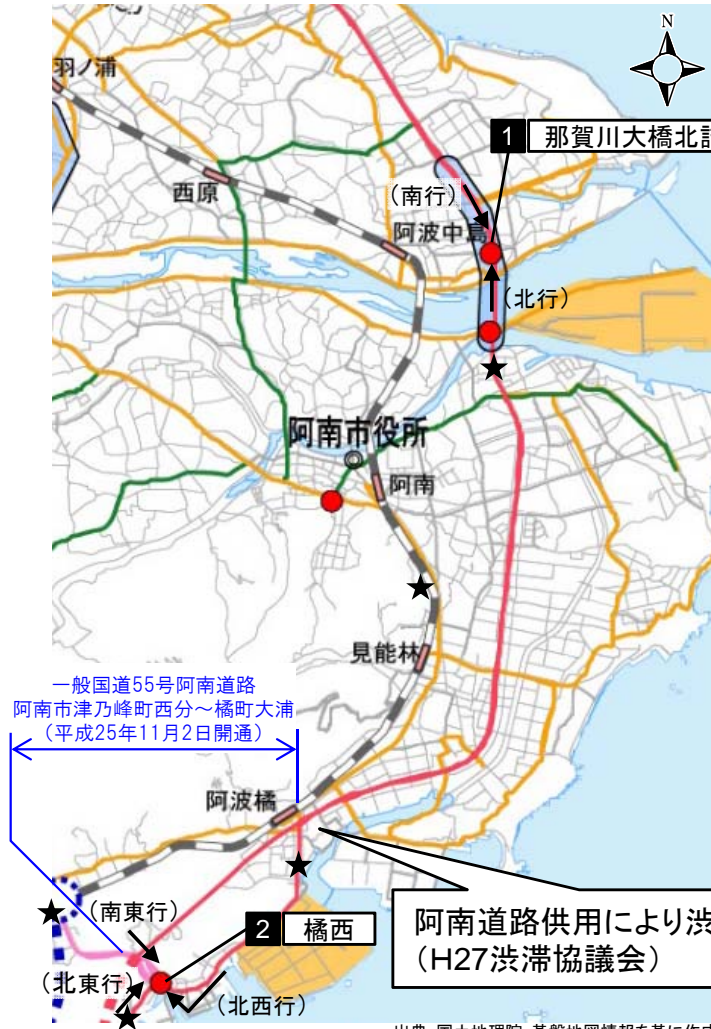 N
羽ノ浦
1 那賀川大橋北詰
西原
(南行)
阿波中島
(北行)
阿南市役所
阿南
見能林
一般国道55号阿南道路
阿南市津乃峰町西分～橘町大浦
(平成25年11月2日開通)
阿波橘
(南東行)
2 橘西
(北東行)
(北西行)
阿南道路供用により渋
(H27渋滞協議会)